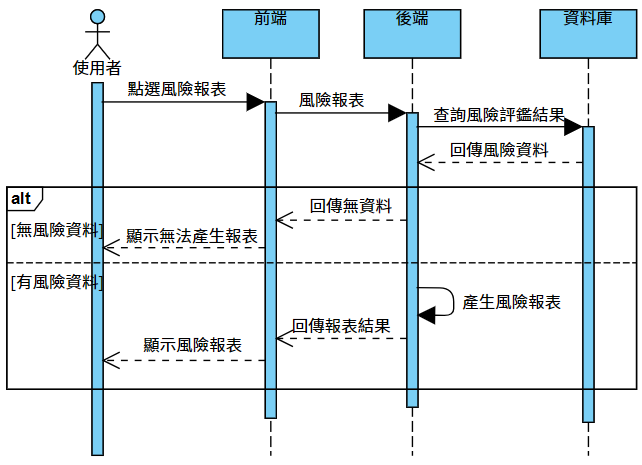 前端
後端
資料庫
使用者
點選風險報表
風險報表
查詢風險評鑑結果
回傳風險資料
alt
[無風險資料]
回傳無資料
顯示無法產生報表
[有風險資料]
產生風險報表
回傳報表結果
顯示風險報表